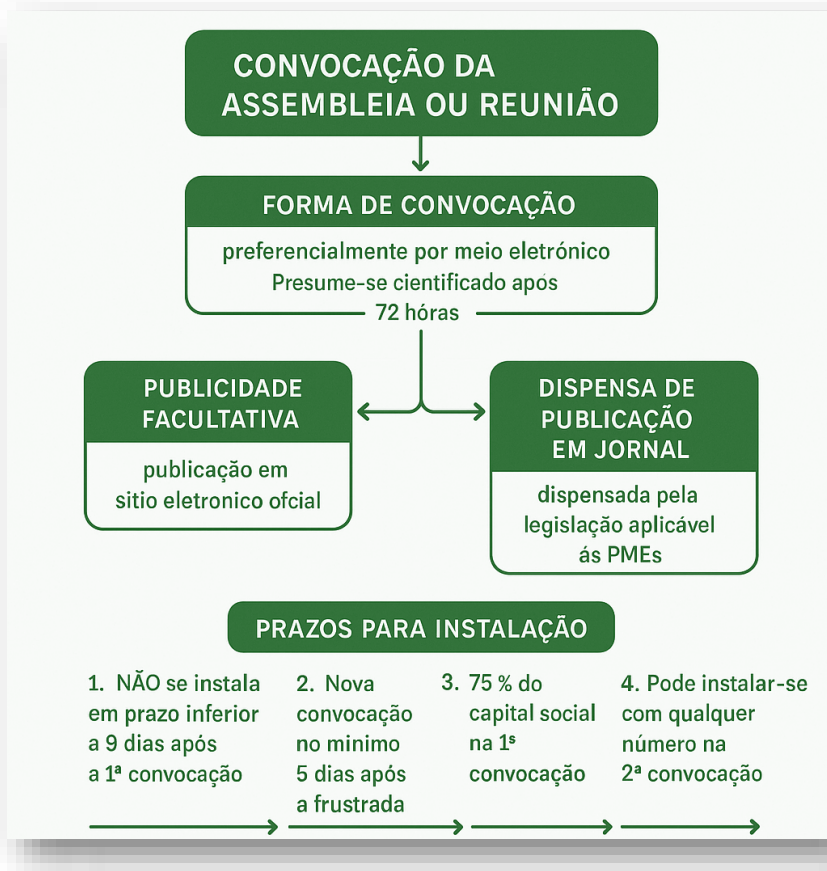 CONVOCAÇÃO DA
ASSEMBLEIA OU REUNIÃO
FORMA DE CONVOCAÇÃO
preferencialmente por meio eletrónico
Presume-se cientificado após
72 hóras
PUBLICIDADE
FACULTATIVA
publicação em
sitio eletronico ofcial
DISPENSA DE
PUBLICAÇÃO
EM JORNAL
dispensada pela
legislação aplicável
ás PMEs
PRAZOS PARA INSTALAÇÃO
1. NÃO se instala
em prazo inferior
a 9 dias após
a 1ª convocação
2. Nova
convocação
no minimo
5 dias após
a frustrada
3. 75 % do
capital social
na 1ˢ
convocação
4. Pode instalar-se
com qualquer
número na
2ª convocação